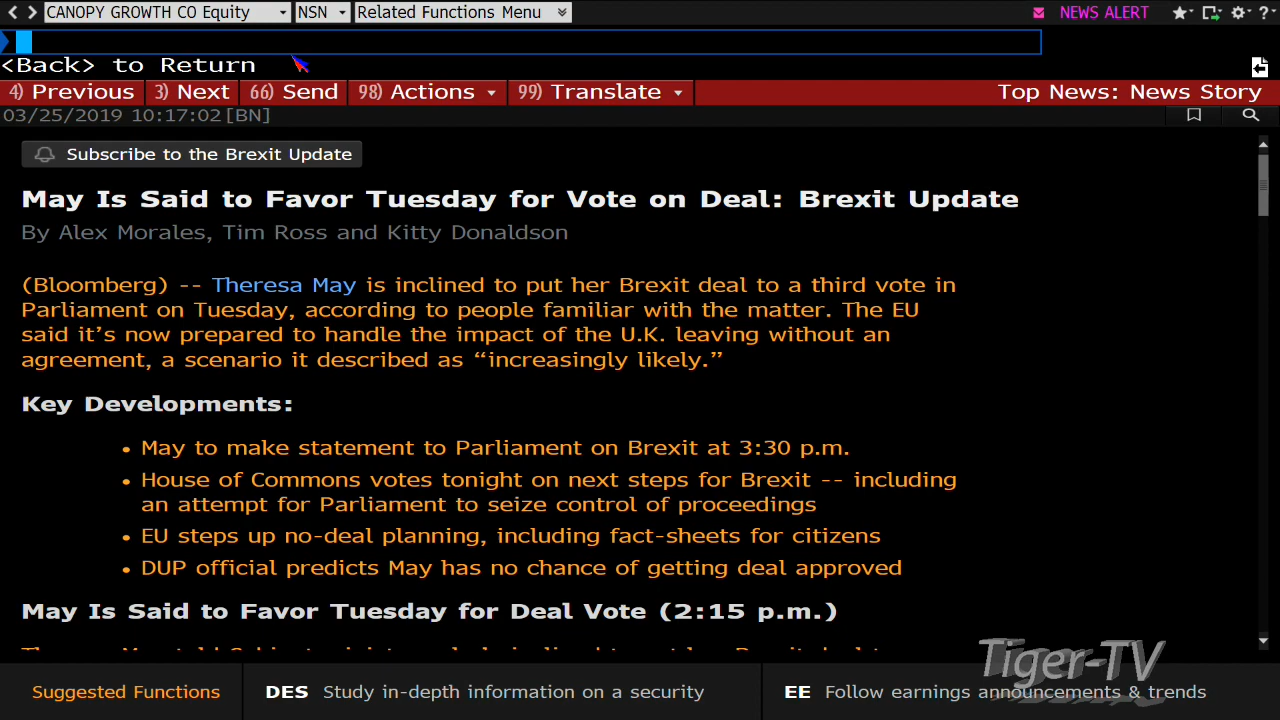 CANOPY GROWTH CO Equity NSN Related Functions Menu NEWS ALERT ?
<Back> to Return
4) Previous 3) Next 66) Send 98) Actions 99) Translate Top News: News Story
03/25/2019 10:17:02[BN]
Subscribe to the Brexit Update
May Is Said to Favor Tuesday for Vote on Deal: Brexit Update
By Alex Morales, Tim Ross and Kitty Donaldson
(Bloomberg) -- Theresa May is inclined to put her Brexit deal to a third vote in
Parliament on Tuesday, according to people familiar with the matter. The EU
said it’s now prepared to handle the impact of the U.K. leaving without an
agreement, a scenario it described as “increasingly likely.”
Key Developments:
• May to make statement to Parliament on Brexit at 3:30 p.m.
• House of Commons votes tonight on next steps for Brexit -- including
an attempt for Parliament to seize control of proceedings
• EU steps up no-deal planning, including fact-sheets for citizens
• DUP official predicts May has no chance of getting deal approved
May Is Said to Favor Tuesday for Deal Vote (2:15 p.m.)
Tiger-TV
Suggested Functions DES Study in-depth information on a security EE Follow earnings announcements & trends